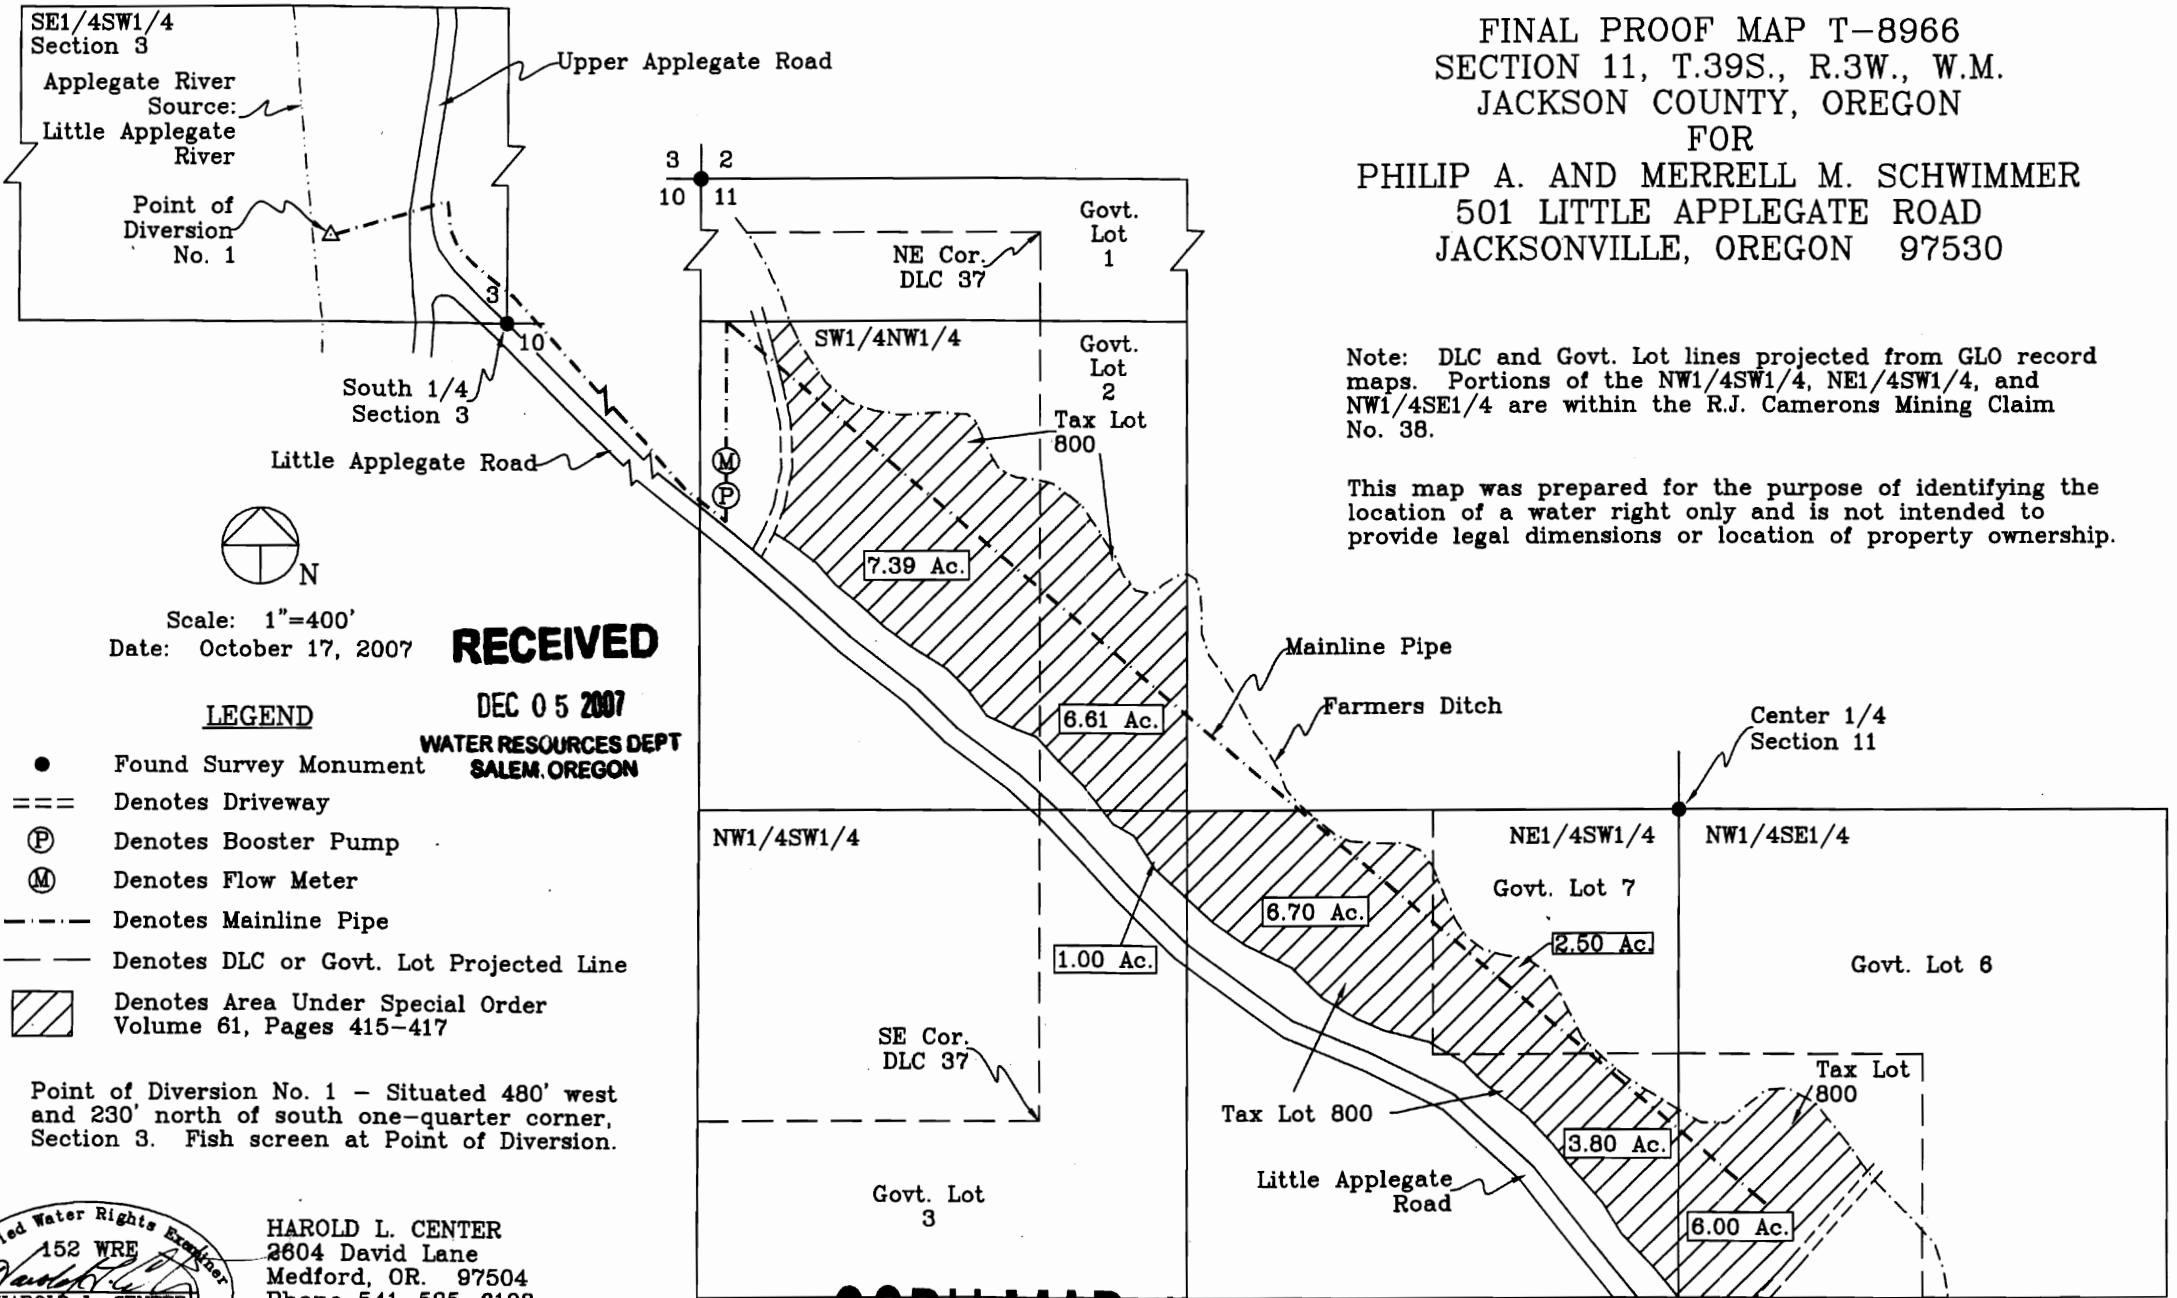 SE1/4SW1/4
Section 3
Applegate River
Source:
Little Applegate
River
Point of
Diversion
No. 1
Upper Applegate Road
3
10
South 1/4
Section 3
Little Applegate Road
N
Scale: 1"=400'
Date: October 17, 2007
RECEIVED
DEC 05 2007
WATER RESOURCES DEPT
SALEM, OREGON
LEGEND
Found Survey Monument
Denotes Driveway
P Denotes Booster Pump
M Denotes Flow Meter
Denotes Mainline Pipe
Denotes DLC or Govt. Lot Projected Line
Denotes Area Under Special Order
Volume 61, Pages 415-417
Point of Diversion No. 1 - Situated 480' west
and 230' north of south one-quarter corner,
Section 3. Fish screen at Point of Diversion.
Water Rights Examiner
152 WRE
HAROLD L. CENTER
HAROLD L. CENTER
2604 David Lane
Medford, OR. 97504
FINAL PROOF MAP T-8966
SECTION 11, T.39S., R.3W., W.M.
JACKSON COUNTY, OREGON
FOR
PHILIP A. AND MERRELL M. SCHWIMMER
501 LITTLE APPLEGATE ROAD
JACKSONVILLE, OREGON 97530
Note: DLC and Govt. Lot lines projected from GLO record
maps. Portions of the NW1/4SW1/4, NE1/4SW1/4, and
NW1/4SE1/4 are within the R.J. Camerons Mining Claim
No. 38.
This map was prepared for the purpose of identifying the
location of a water right only and is not intended to
provide legal dimensions or location of property ownership.
3 2
10 11
NE Cor.
DLC 37
Govt.
Lot
1
SW1/4NW1/4
Govt.
Lot
2
Tax Lot
800
M
P
7.39 Ac.
6.61 Ac.
Mainline Pipe
Farmers Ditch
Center 1/4
Section 11
NW1/4SW1/4
NE1/4SW1/4
NW1/4SE1/4
Govt. Lot 7
6.70 Ac.
2.50 Ac.
1.00 Ac.
Govt. Lot 6
SE Cor.
DLC 37
Tax Lot 800
Tax Lot
800
3.80 Ac.
Little Applegate
Road
Govt. Lot
3
6.00 Ac.